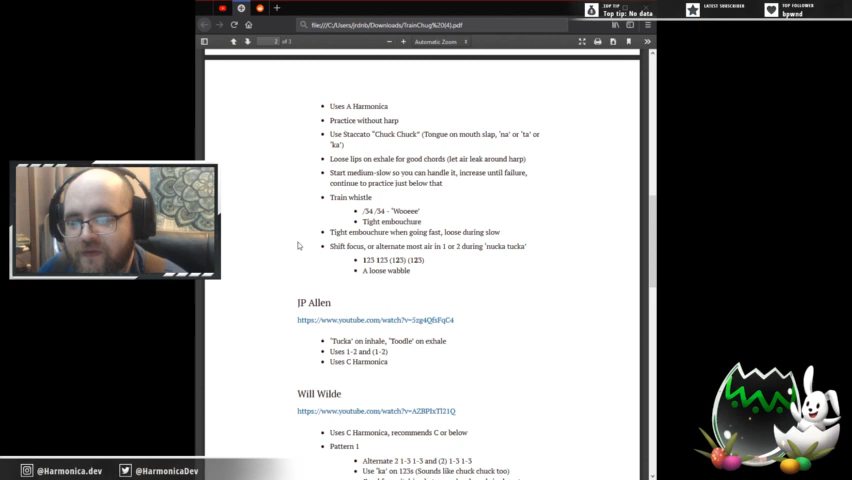 TOP TIP
Top tip: No data
LATEST SUBSCRIBER
TOP FOLLOWER
bpwnd
file:///C:/Users/jrdnb/Downloads/TrainChug%20(4).pdf
2 of 2
Automatic Zoom
• Uses A Harmonica
• Practice without harp
• Use Staccato "Chuck Chuck" (Tongue on mouth slap, 'na' or 'ta' or
'ka')
• Loose lips on exhale for good chords (let air leak around harp)
• Start medium-slow so you can handle it, increase until failure,
continue to practice just below that
• Train whistle
• /34 /34 - 'Wooeee'
• Tight embouchure
• Tight embouchure when going fast, loose during slow
• Shift focus, or alternate most air in 1 or 2 during 'nucka tucka'
• 123 123 (123) (123)
• A loose wabble
JP Allen
https://www.youtube.com/watch?v=5zg4QfsFqC4
• 'Tucka' on inhale, 'Toodle' on exhale
• Uses 1-2 and (1-2)
• Uses C Harmonica
Will Wilde
https://www.youtube.com/watch?v=AZBPIxTl21Q
• Uses C Harmonica, recommends C or below
• Pattern 1
• Alternate 2 1-3 1-3 and (2) 1-3 1-3
• Use 'ka' on 123s (Sounds like chuck chuck too)
@Harmonica.dev
@HarmonicaDev